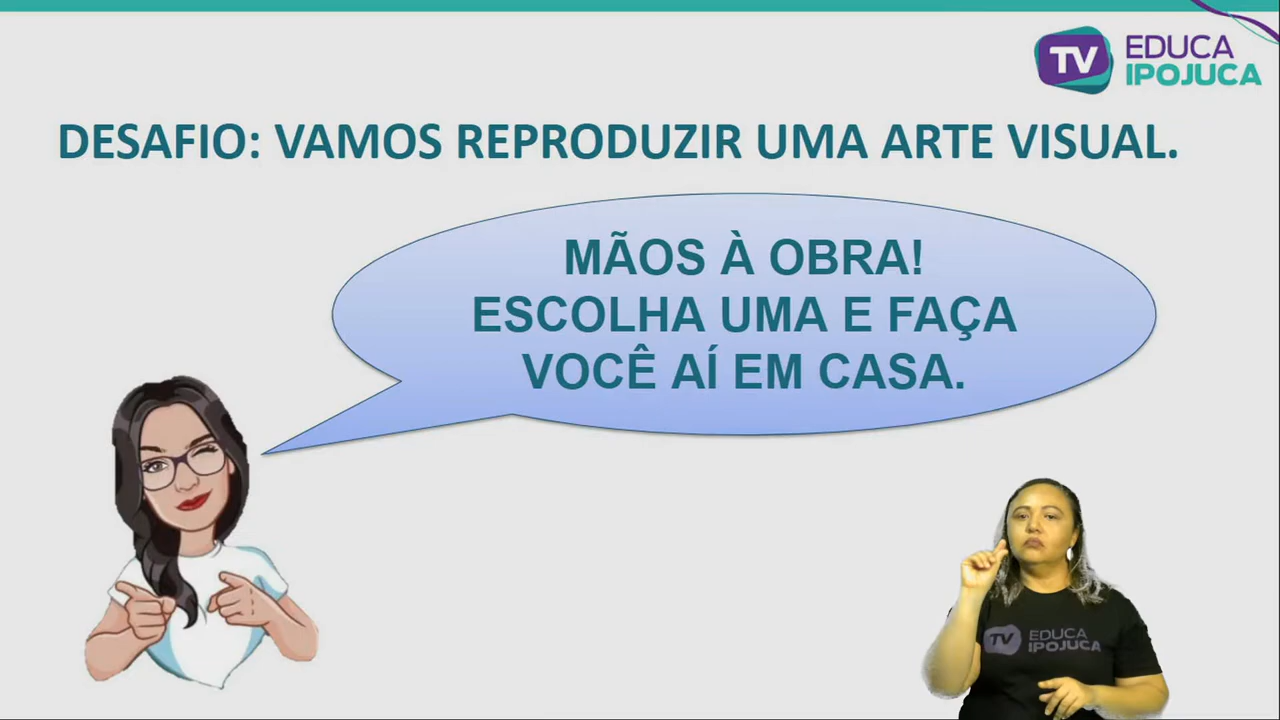 TV EDUCA
IPOJUCA
DESAFIO: VAMOS REPRODUZIR UMA ARTE VISUAL.
MÃOS À OBRA!
ESCOLHA UMA E FAÇA
VOCÊ AÍ EM CASA.
TV EDUCA
IPOJUCA